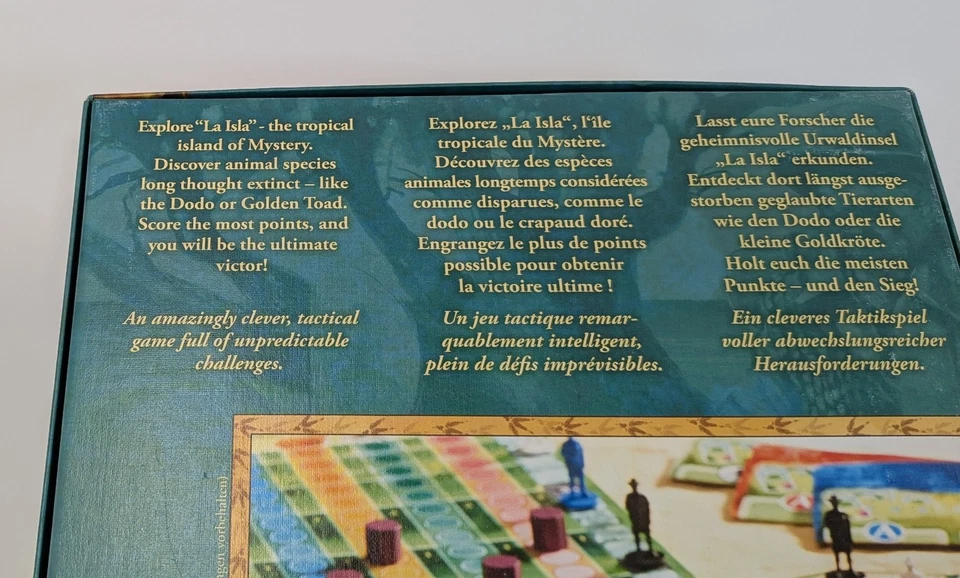 Explore “La Isla” - the tropical
island of Mystery.
Discover animal species
long thought extinct – like
the Dodo or Golden Toad.
Score the most points, and
you will be the ultimate
victor!
An amazingly clever, tactical
game full of unpredictable
challenges.
Explorez „La Isla“, l‘île
tropicale du Mystère.
Découvrez des espèces
animales longtemps considérées
comme disparues, comme le
dodo ou le crapaud doré.
Engrangez le plus de points
possible pour obtenir
la victoire ultime !
Un jeu tactique remar-
quablement intelligent,
plein de défis imprévisibles.
Lasst eure Forscher die
geheimnisvolle Urwaldinsel
„La Isla“ erkunden.
Entdeckt dort längst ausge-
storben geglaubte Tierarten
wie den Dodo oder die
kleine Goldkröte.
Holt euch die meisten
Punkte – und den Sieg!
Ein cleveres Taktikspiel
voller abwechslungsreicher
Herausforderungen.
vorbehalten)